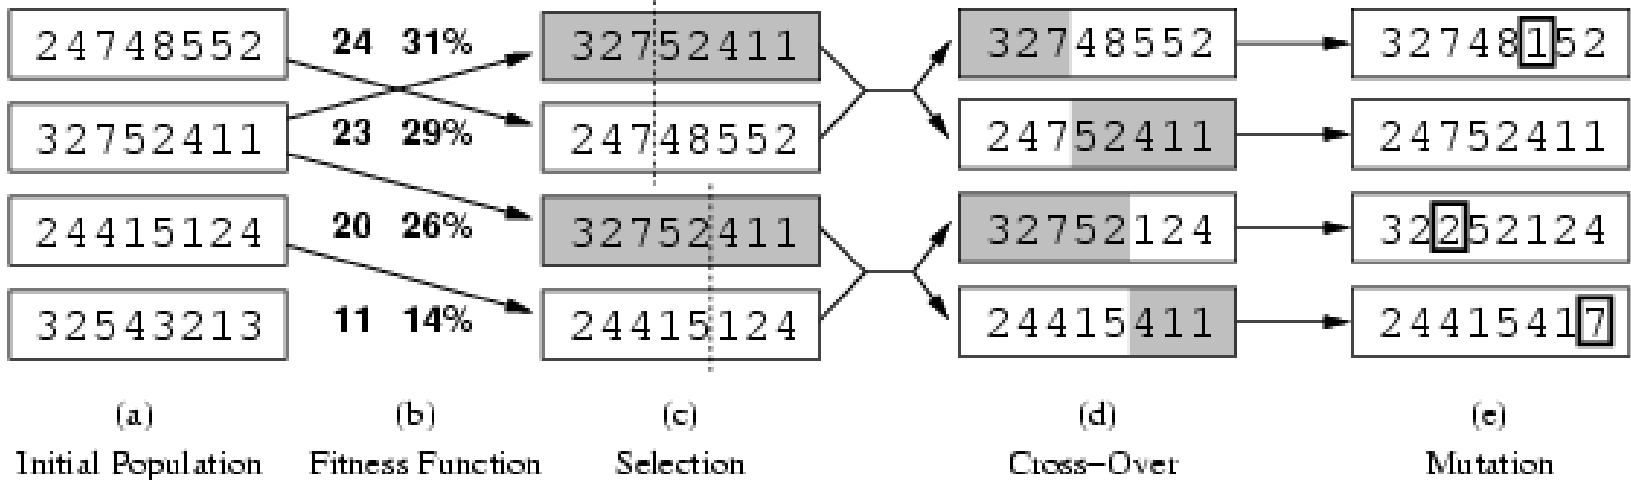 24748552 24 31% 32752411 32748552 32748152
32752411 23 29% 24748552 24752411 24752411
24415124 20 26% 32752411 32752124 32252124
32543213 11 14% 24415124 24415411 24415417
(a) (b) (c) (d) (e)
Initial Population Fitness Function Selection Cross–Over Mutation